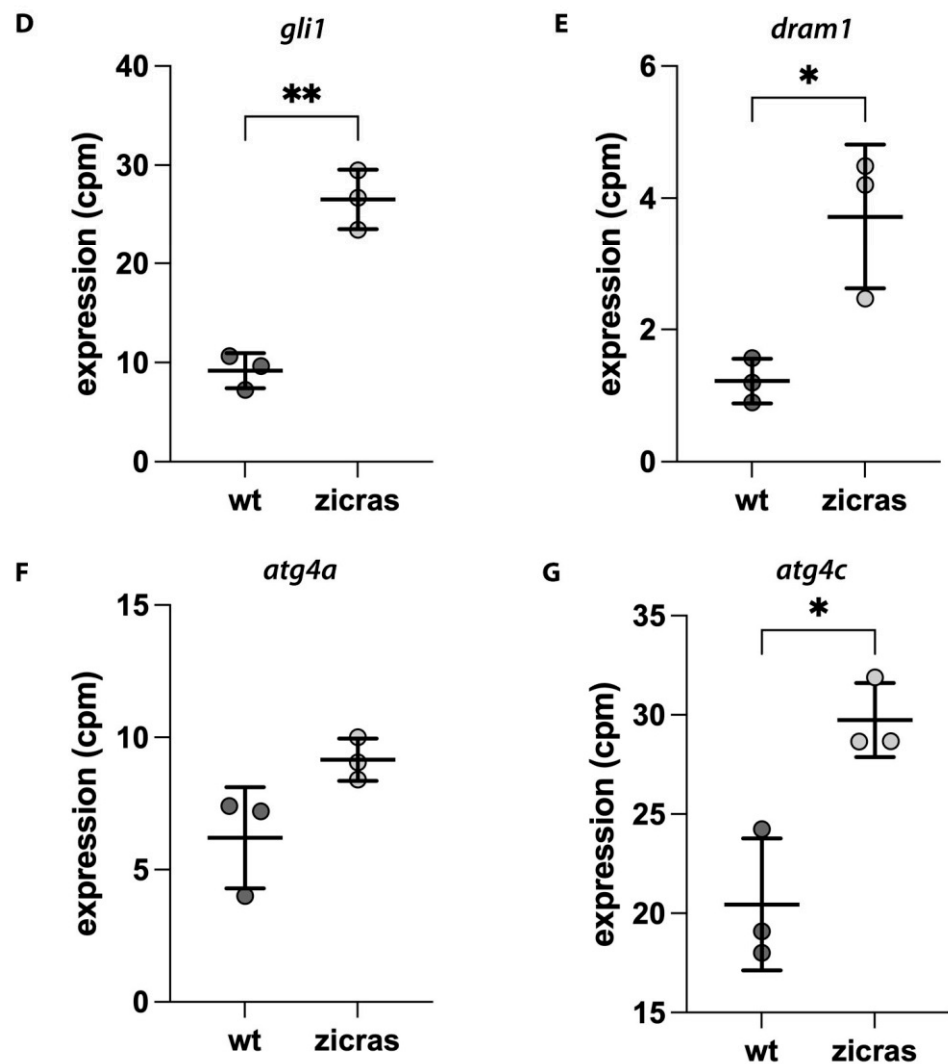 D
gli1
expression (cpm)
40
30
20
10
0
**
wt
zicras
E
dram1
expression (cpm)
6
4
2
0
*
wt
zicras
F
atg4a
expression (cpm)
15
10
5
0
wt
zicras
G
atg4c
expression (cpm)
35
30
25
20
15
*
wt
zicras